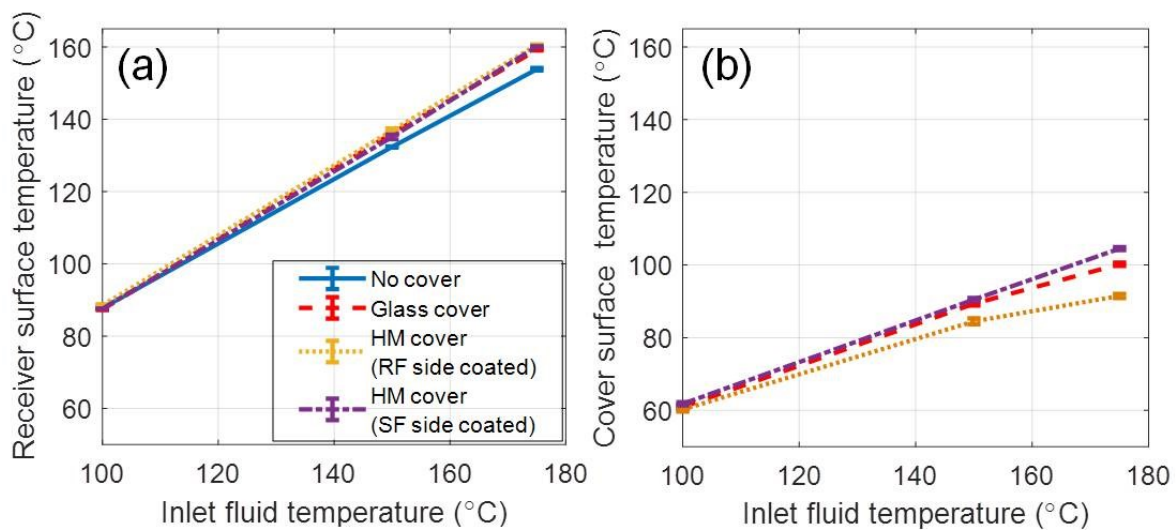 (a)
Receiver surface temperature (°C)
160
140
120
100
80
60
No cover
Glass cover
HM cover
(RF side coated)
HM cover
(SF side coated)
100
120
140
160
180
Inlet fluid temperature (°C)
(b)
Cover surface temperature (°C)
160
140
120
100
80
60
100
120
140
160
180
Inlet fluid temperature (°C)